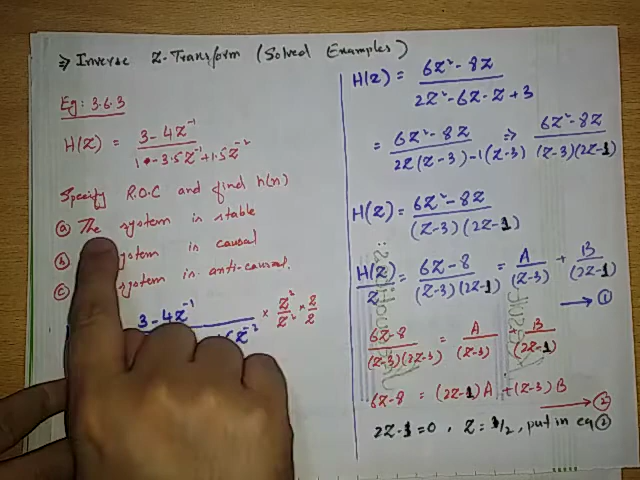 ⇒ Inverse Z-Transform (Solved Examples)
Eg: 3.6.3
H(z) = 3 - 4z⁻¹ / 1 - 3.5z⁻¹ + 1.5z⁻²
Specify R.O.C and find h(n)
(a) The system is stable
(b) system is causal
(c) system is anti-causal.
3 - 4z⁻¹ / 5z⁻² × z²/z² × 2/2
H(z) = 6z² - 8z / 2z² - 6z - z + 3
= 6z² - 8z / 2z(z-3) - 1(z-3) ⇒ 6z² - 8z / (z-3)(2z-1)
H(z) = 6z² - 8z / (z-3)(2z-1)
H(z)/z = 6z - 8 / (z-3)(2z-1) = A/(z-3) + B/(2z-1) → ①
6z-8 / (z-3)(2z-3) = A/(z-3) + B/(2z-1)
6z-8 = (2z-1)A + (z-3)B → ②
2z-1=0, z = 1/2, put in eq ②